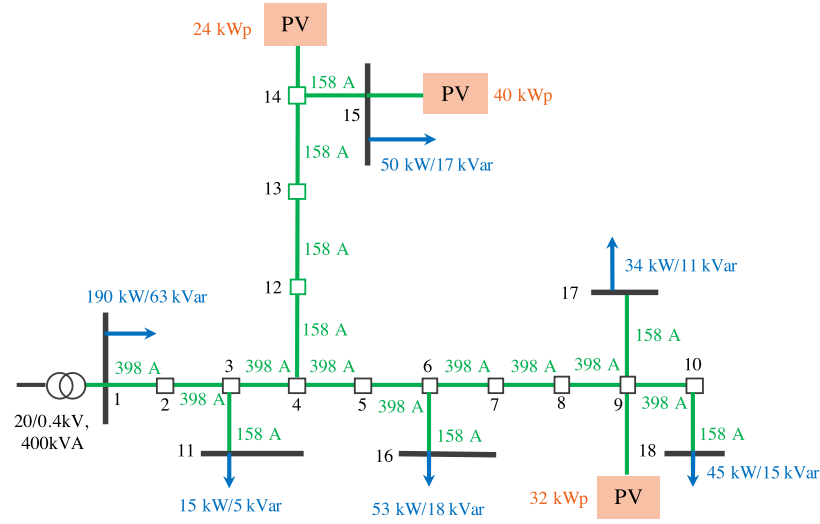 24 kWp
PV
14
158 A
15
PV
40 kWp
50 kW/17 kVar
158 A
13
158 A
12
158 A
17
34 kW/11 kVar
158 A
190 kW/63 kVar
398 A
1
2
398 A
3
398 A
4
398 A
5
6
398 A
398 A
7
398 A
8
398 A
9
10
398 A
20/0.4kV,
400kVA
11
158 A
15 kW/5 kVar
16
158 A
53 kW/18 kVar
32 kWp
PV
18
158 A
45 kW/15 kVar